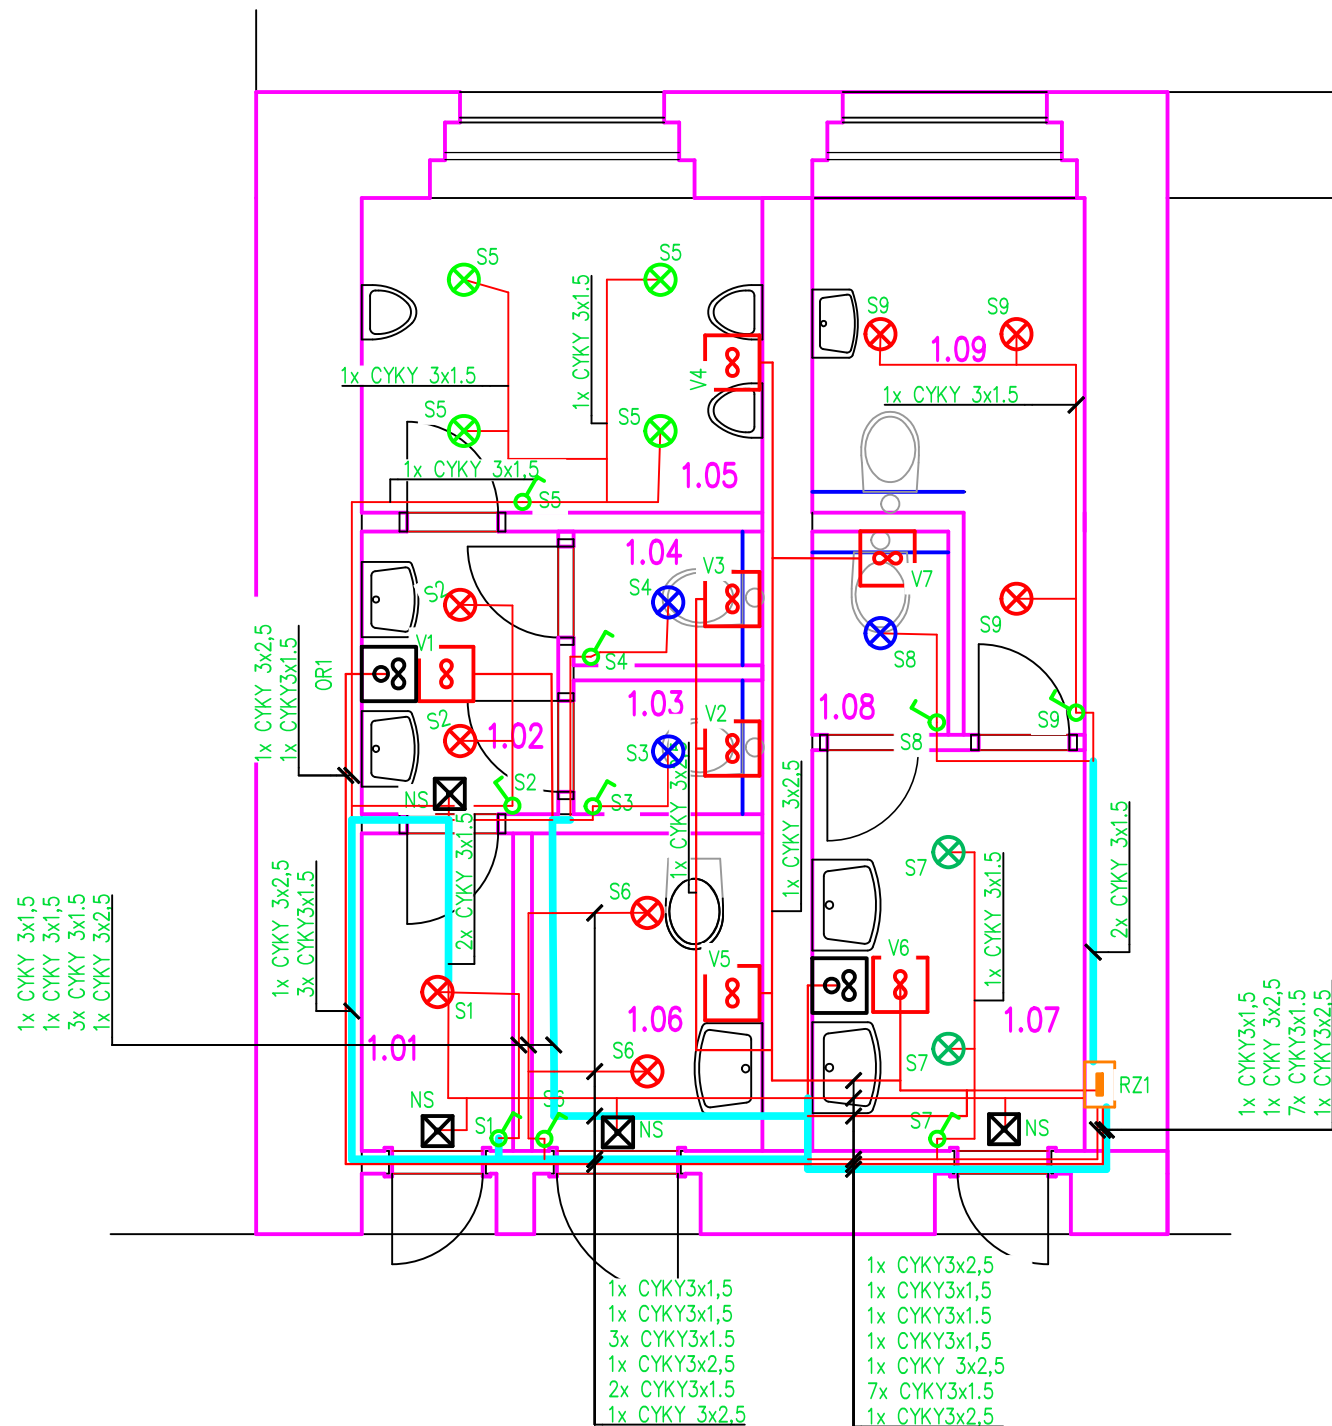 S5
S5
1x CYKY 3x1.5
S9
S9
1.09
1x CYKY 3x1.5
V4
1x CYKY 3x1.5
S5
S5
1x CYKY 3x1,5
1.05
S5
1.04
V3
V7
S4
S2
S9
1x CYKY 3x2,5
1x CYKY3x1.5
OR1
V1
S4
S8
1.03
1.08
S2
1.02
V2
S9
S3
S8
NS
S2
S3
1x CYKY 3x2,5
1x CYKY 3x2,5
2x CYKY 3x1.5
2x CYKY 3x1.5
S7
1x CYKY 3x1.5
S6
1x CYKY 3x1,5
1x CYKY 3x1,5
3x CYKY 3x1.5
1x CYKY 3x2,5
1x CYKY 3x2,5
3x CYKY3x1.5
V5
V6
S1
1.01
1.06
1.07
S6
S7
RZ1
1x CYKY3x1,5
1x CYKY 3x2,5
7x CYKY3x1.5
1x CYKY3x2,5
NS
S1
S6
NS
S7
NS
1x CYKY3x1,5
1x CYKY3x1,5
3x CYKY3x1.5
1x CYKY3x2,5
2x CYKY3x1.5
1x CYKY 3x2,5
1x CYKY3x2,5
1x CYKY3x1,5
1x CYKY3x1.5
1x CYKY3x1,5
1x CYKY 3x2,5
7x CYKY3x1.5
1x CYKY3x2,5